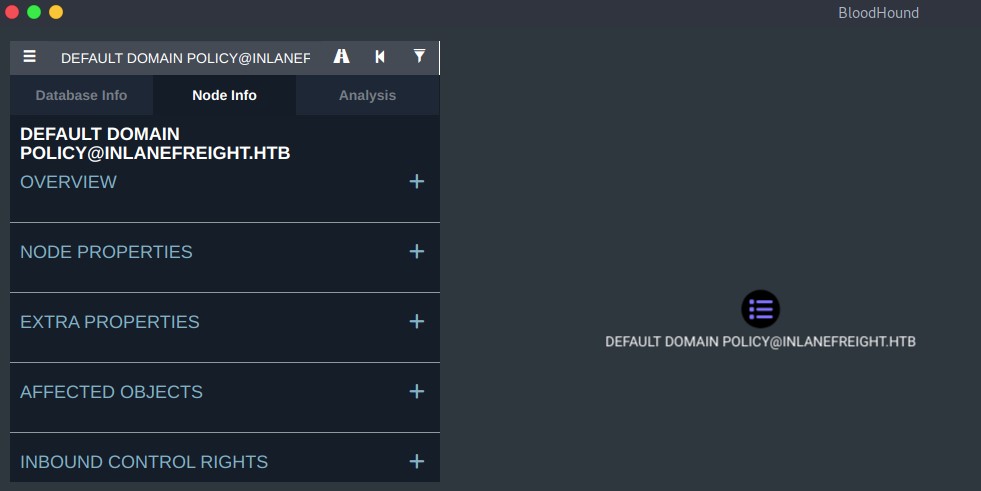 BloodHound
DEFAULT DOMAIN POLICY@INLANEF
Database Info
Node Info
Analysis
DEFAULT DOMAIN
POLICY@INLANEFREIGHT.HTB
OVERVIEW +
NODE PROPERTIES +
EXTRA PROPERTIES +
AFFECTED OBJECTS +
INBOUND CONTROL RIGHTS +
DEFAULT DOMAIN POLICY@INLANEFREIGHT.HTB